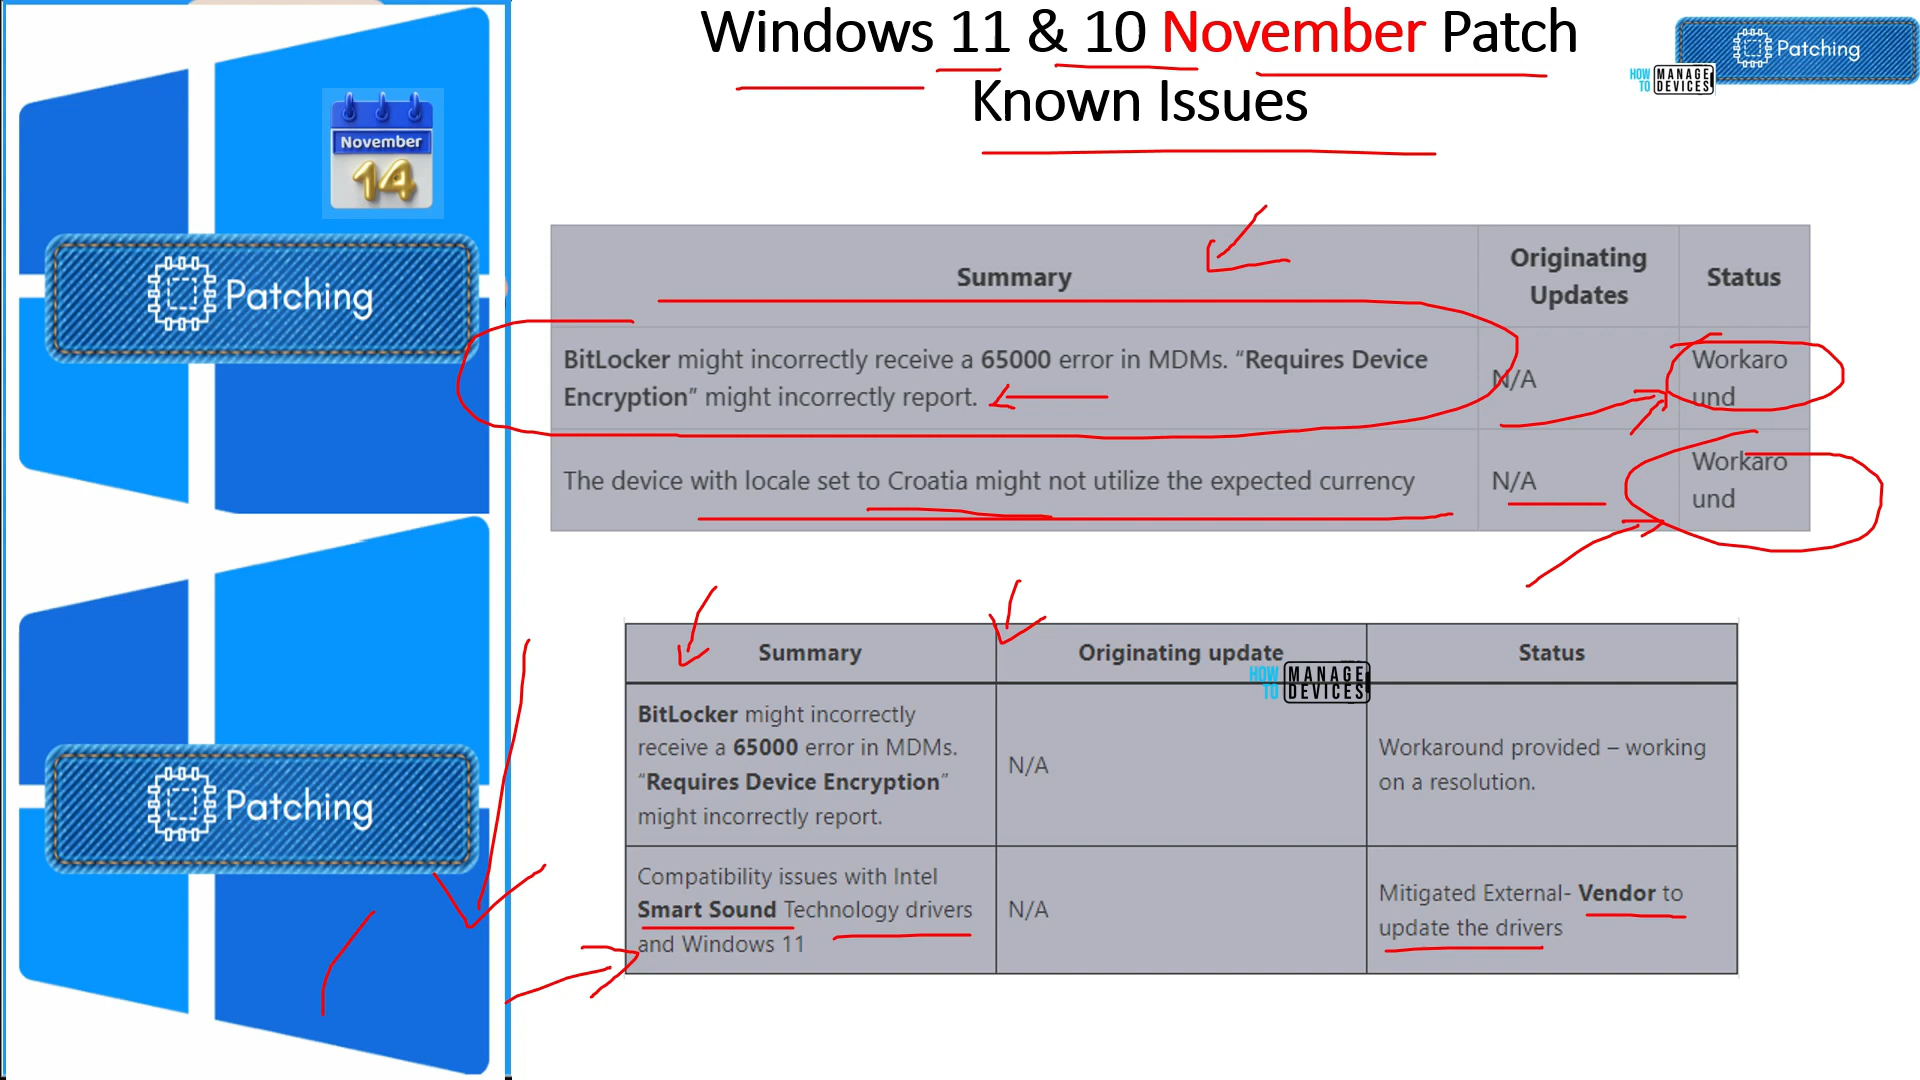 Windows 11 & 10 November Patch
Known Issues
Patching
HOW TO MANAGE DEVICES
November
14
Patching
Summary
Originating Updates
Status
BitLocker might incorrectly receive a 65000 error in MDMs. “Requires Device
Encryption” might incorrectly report.
N/A
Workaro
und
The device with locale set to Croatia might not utilize the expected currency
N/A
Workaro
und
Patching
Summary
Originating update
Status
HOW TO MANAGE DEVICES
BitLocker might incorrectly
receive a 65000 error in MDMs.
“Requires Device Encryption”
might incorrectly report.
N/A
Workaround provided – working
on a resolution.
Compatibility issues with Intel
Smart Sound Technology drivers
and Windows 11
N/A
Mitigated External- Vendor to
update the drivers